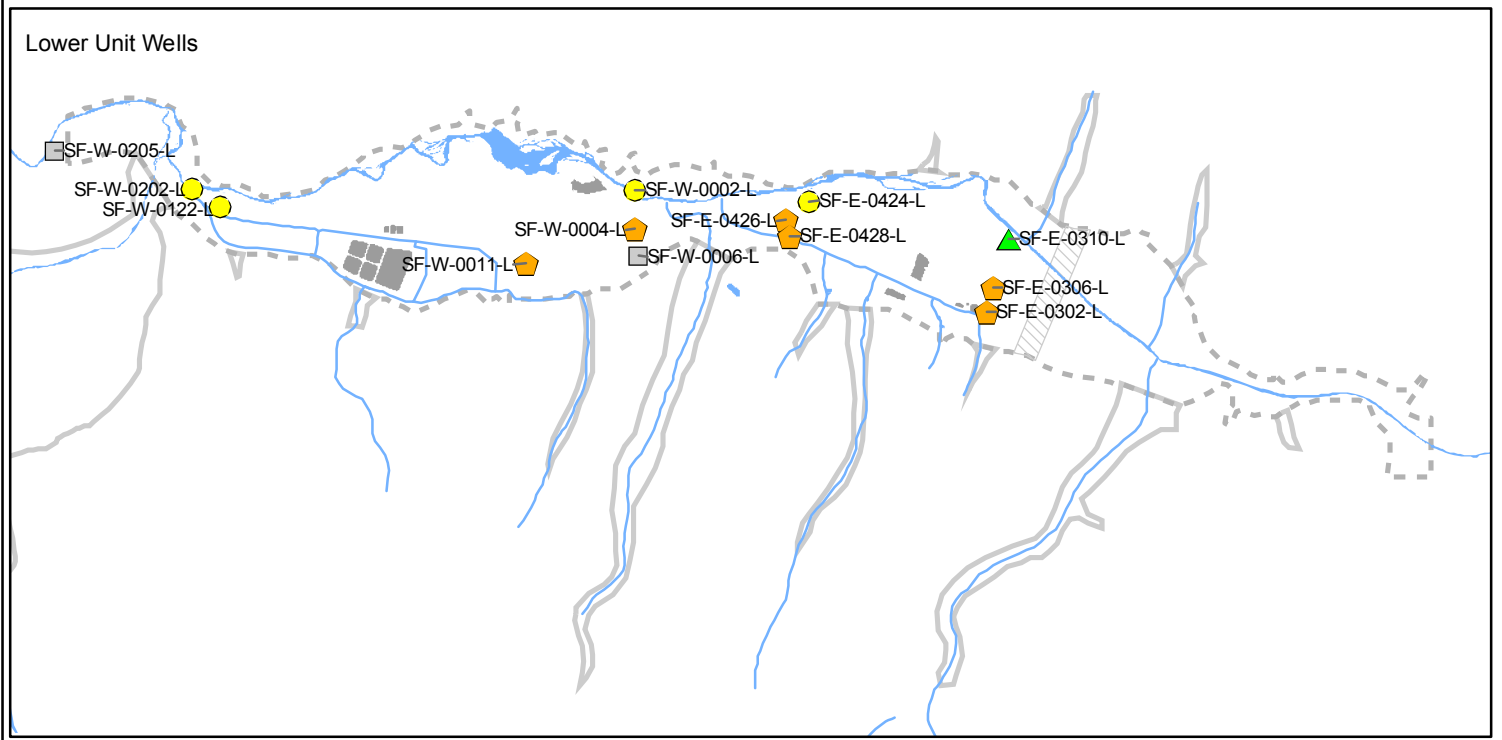 Lower Unit Wells
SF-W-0205-L
SF-W-0202-L
SF-W-0002-L
SF-E-0424-L
SF-W-0122-L
SF-E-0426-L
SF-W-0004-L
SF-E-0428-L
SF-E-0310-L
SF-W-0006-L
SF-W-0011-L
SF-E-0306-L
SF-E-0302-L